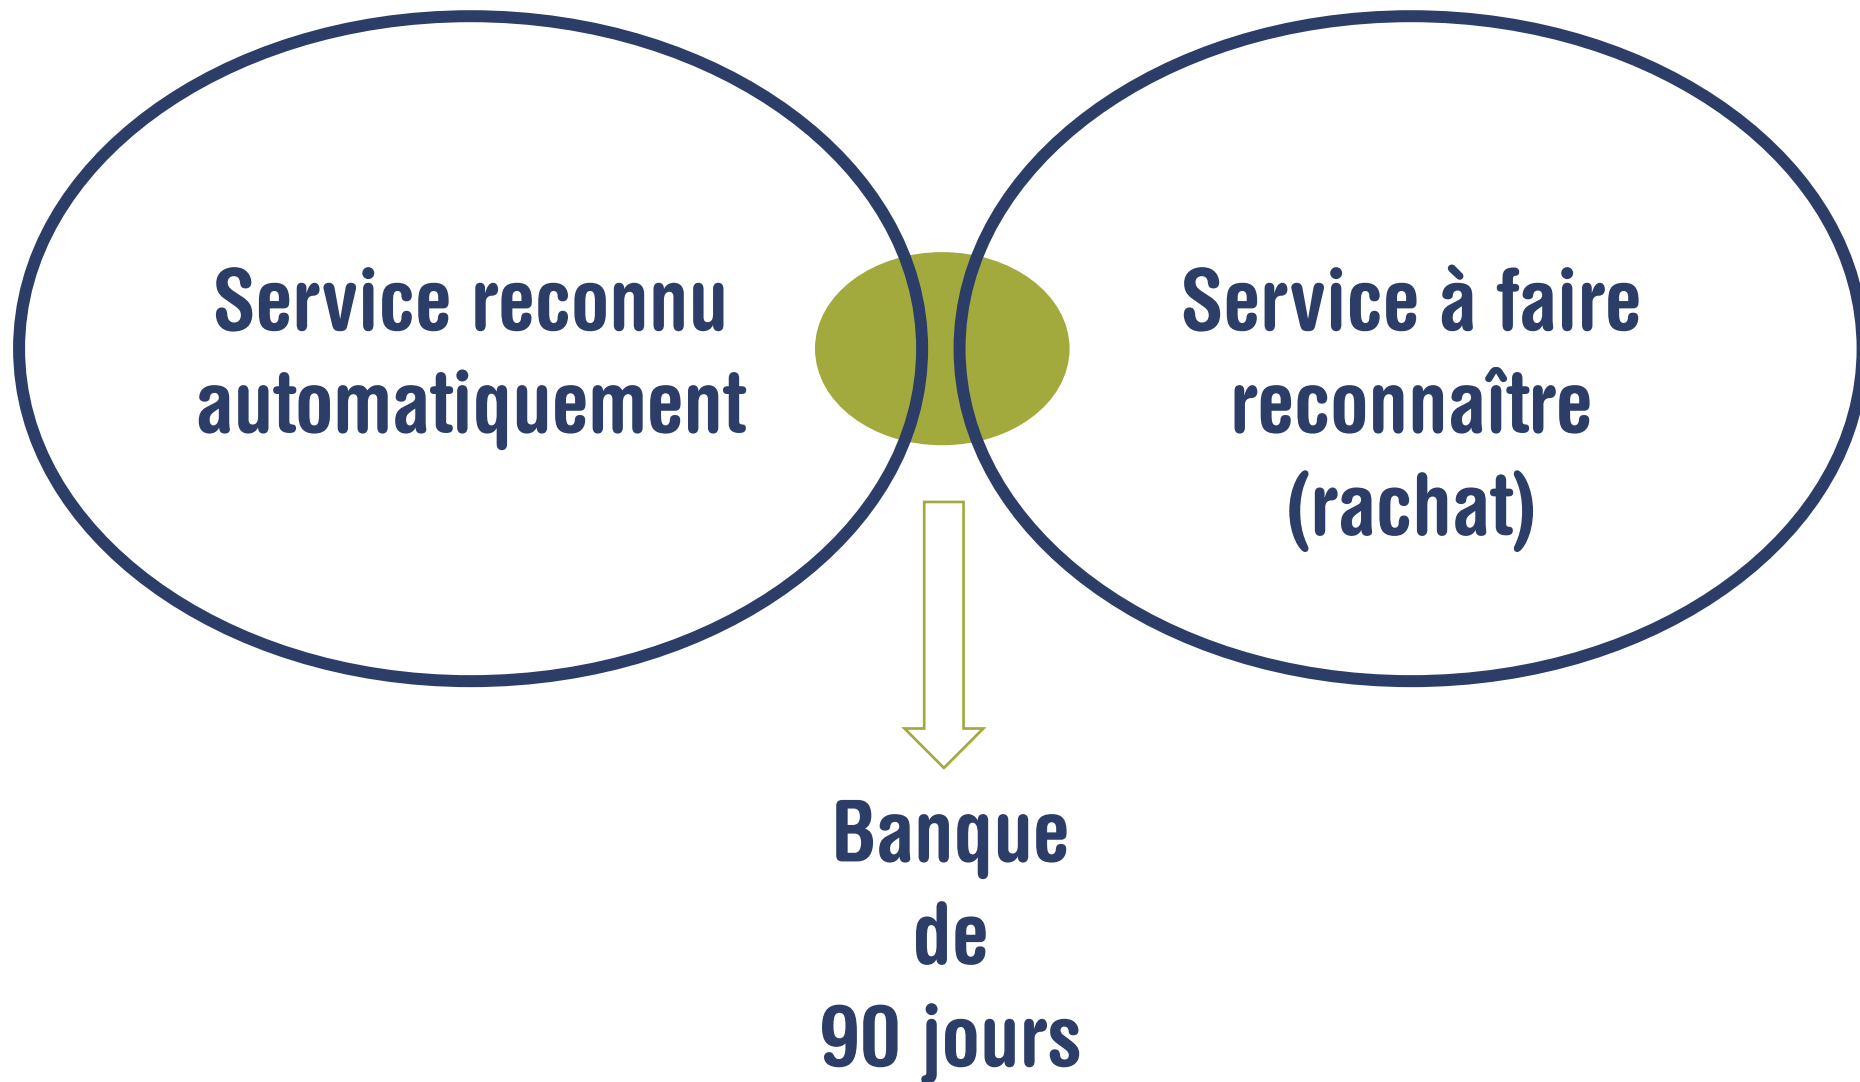 Service reconnu
automatiquement
Service à faire
reconnaître
(rachat)
Banque
de
90 jours